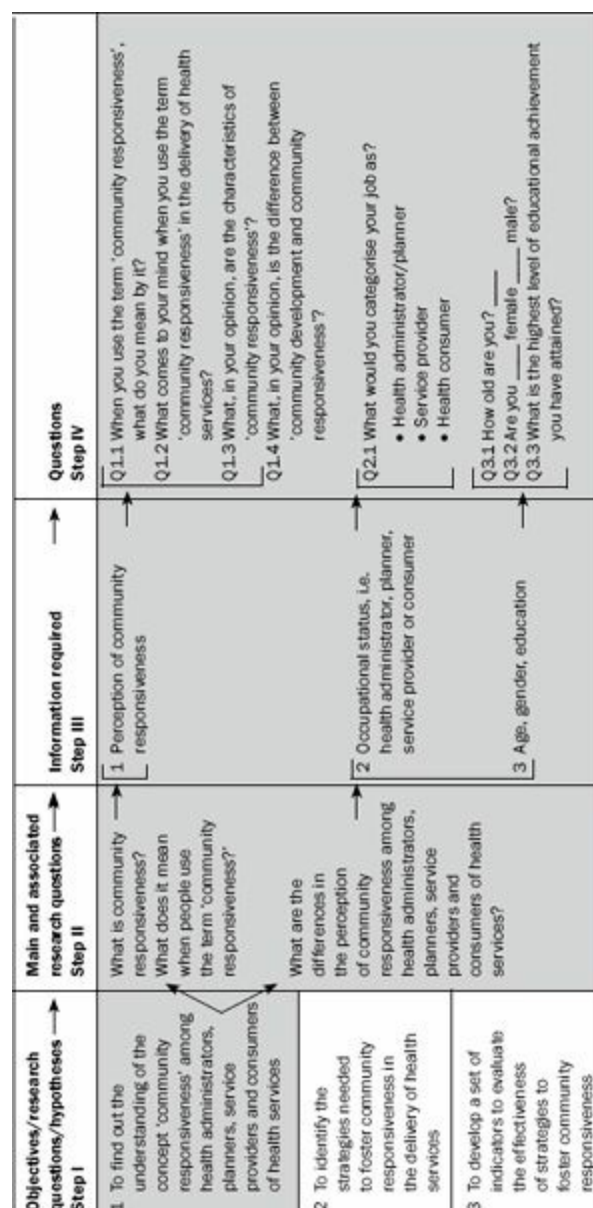 Objectives/research
questions/hypotheses
Step I
1 To find out the
understanding of the
concept 'community
responsiveness' among
health administrators,
planners, service
providers and consumers
of health services
2 To identify the
strategies needed
to foster community
responsiveness in
the delivery of health
services
3 To develop a set of
indicators to evaluate
the effectiveness
of strategies to
foster community
responsiveness
Main and associated
research questions
Step II
What is community
responsiveness?
What does it mean
when people use
the term 'community
responsiveness?'
What are the
differences in
the perception
of community
responsiveness among
health administrators,
planners, service
providers and
consumers of health
services?
Information required
Step III
1 Perception of community
responsiveness
2 Occupational status, i.e.
health administrator, planner,
service provider or consumer
3 Age, gender, education
Questions
Step IV
Q1.1 When you use the term 'community responsiveness',
what do you mean by it?
Q1.2 What comes to your mind when you use the term
'community responsiveness' in the delivery of health
services?
Q1.3 What, in your opinion, are the characteristics of
'community responsiveness'?
Q1.4 What, in your opinion, is the difference between
'community development and community
responsiveness'?
Q2.1 What would you categorise your job as?
• Health administrator/planner
• Service provider
• Health consumer
Q3.1 How old are you? ____
Q3.2 Are you ____ female ____ male?
Q3.3 What is the highest level of educational achievement
you have attained?